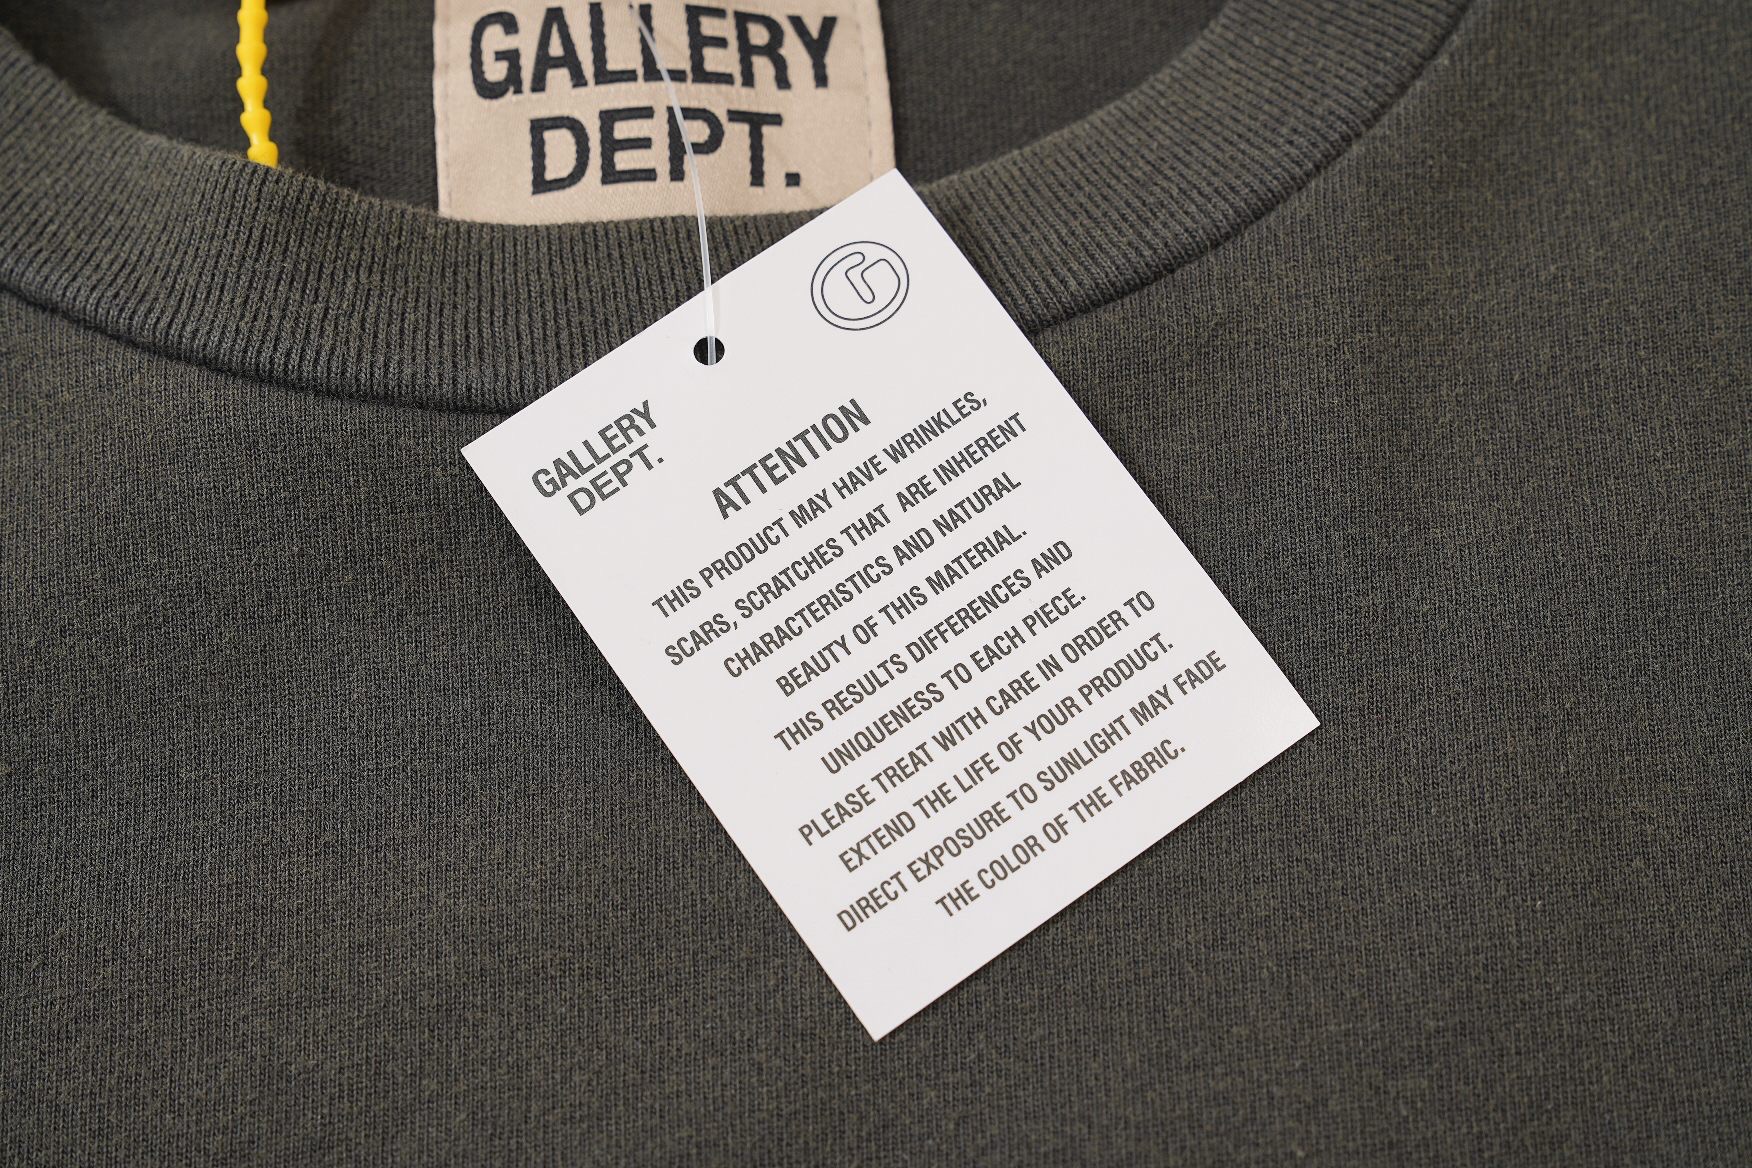 GALLERY
DEPT.
GALLERY
DEPT.
ATTENTION
THIS PRODUCT MAY HAVE WRINKLES,
SCARS, SCRATCHES THAT ARE INHERENT
CHARACTERISTICS AND NATURAL
BEAUTY OF THIS MATERIAL.
THIS RESULTS DIFFERENCES AND
UNIQUENESS TO EACH PIECE.
PLEASE TREAT WITH CARE IN ORDER TO
EXTEND THE LIFE OF YOUR PRODUCT.
DIRECT EXPOSURE TO SUNLIGHT MAY FADE
THE COLOR OF THE FABRIC.